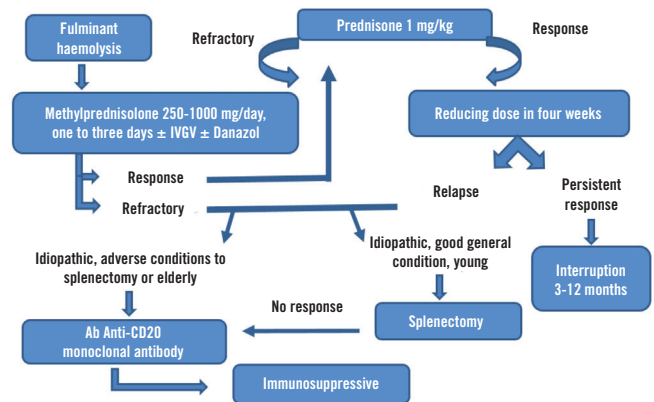 Fulminant
haemolysis
Refractory
Prednisone 1 mg/kg
Response
Methylprednisolone 250-1000 mg/day,
one to three days ± IVGV ± Danazol
Reducing dose in four weeks
Response
Refractory
Relapse
Persistent
response
Idiopathic, adverse conditions to
splenectomy or elderly
Idiopathic, good general
condition, young
Interruption
3-12 months
No response
Splenectomy
Ab Anti-CD20
monoclonal antibody
Immunosuppressive